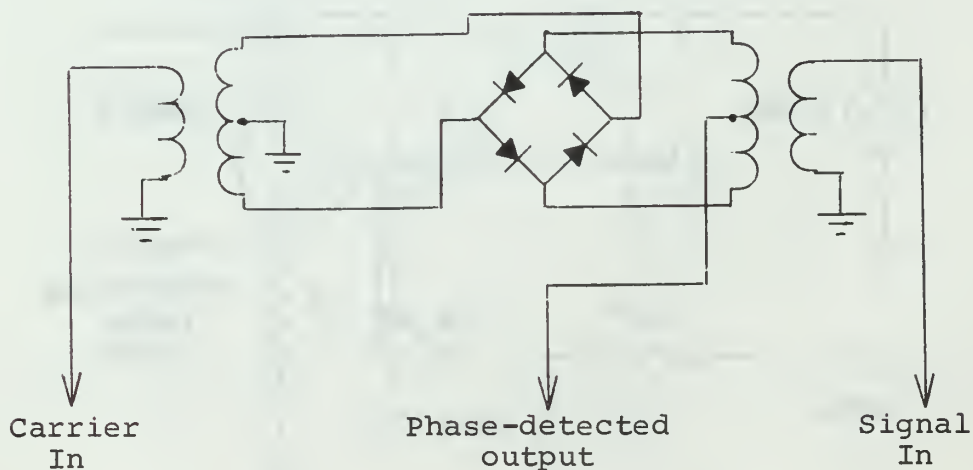 Carrier
In
Phase-detected
output
Signal
In